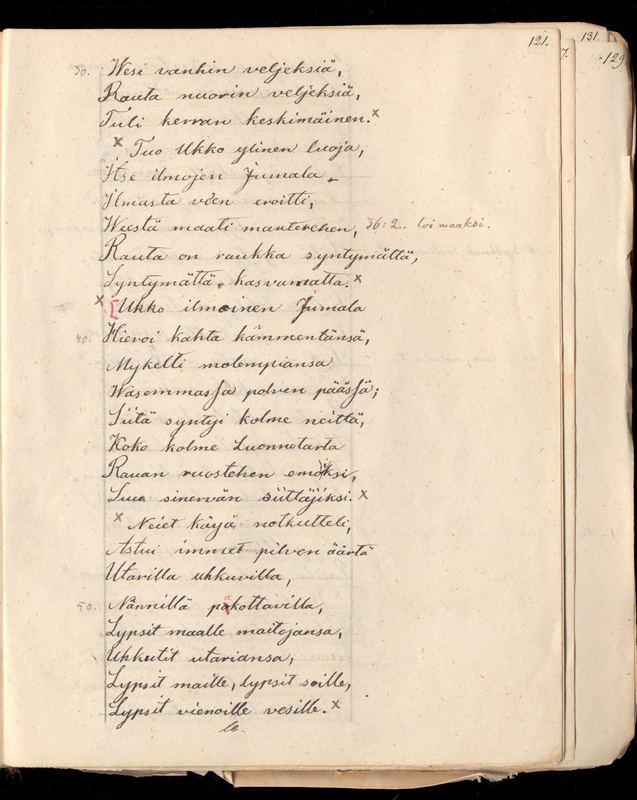 121.
131.
7.
129
30. Wesi vanhin veljeksiä,
Rauta nuorin veljeksiä,
Tuli kerran keskimäinen. x
x Tuo Ukko ylinen luoja,
Itse ilmojen Jumala
Ilmasta veen eroitti,
Weestä maati manterehen, 36:2. loi maaksi.
Rauta on raukka syntymättä,
Syntymättä, kasvamatta. x
x [Ukko ilmoinen Jumala
40. Hieroi kahta kämmentänsä,
Mykelti molempiansa
Wasemmassa polven päässä;
Siitä syntyi kolme neittä,
Koko kolme Luonnotarta
Rauan ruostehen emoksi,
Suu sinervän siittäjiksi. x
x Neiet käyä notkutteli,
Astui immet pilven äärtä
Utarilla uhkuvilla,
50. Nännillä pakottavilla,
Lypsit maalle maitojansa,
Uhkutit utariansa,
Lypsit maille, lypsit soille,
Lypsit vienoille vesille. x
le.